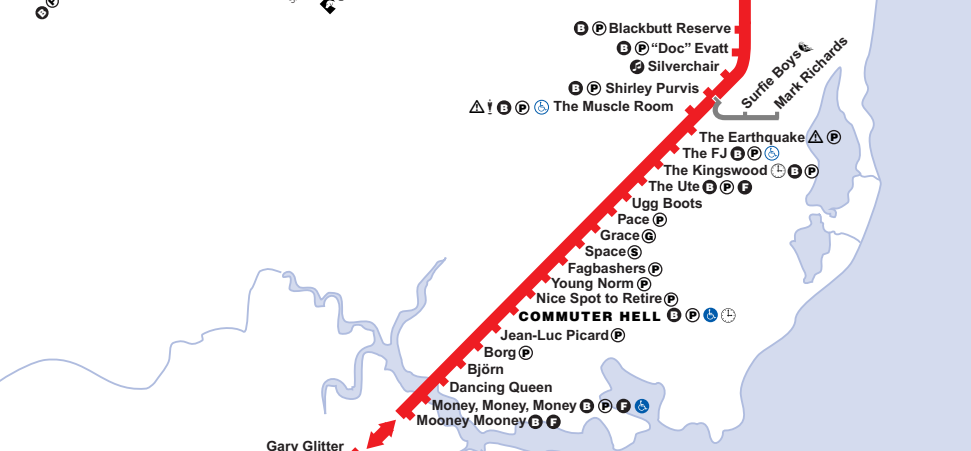 Blackbutt Reserve
"Doc" Evatt
Silverchair
Shirley Purvis
The Muscle Room
Surfie Boys
Mark Richards
The Earthquake
The FJ
The Kingswood
The Ute
Ugg Boots
Pace
Grace
Space
Fagbashers
Young Norm
Nice Spot to Retire
COMMUTER HELL
Jean-Luc Picard
Borg
Björn
Dancing Queen
Money, Money, Money
Mooney Mooney
Gary Glitter